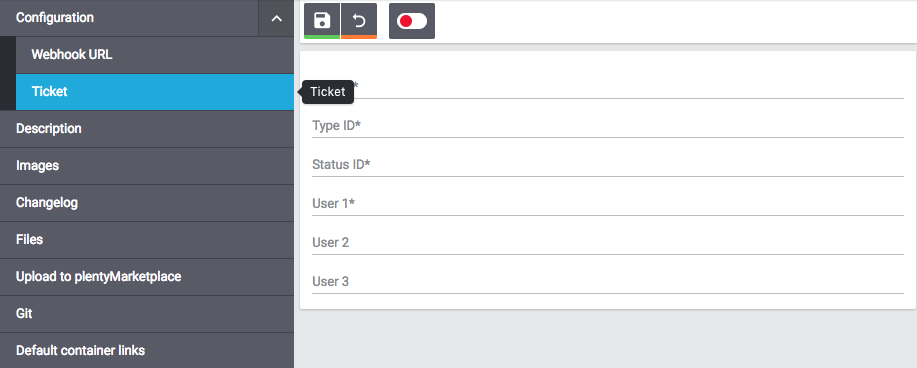 Configuration
Webhook URL
Ticket
Description
Images
Changelog
Files
Upload to plentyMarketplace
Git
Default container links
Ticket
*
Type ID*
Status ID*
User 1*
User 2
User 3